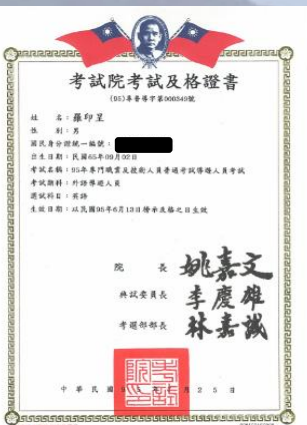 考試院考試及格證書
(95)專普導字第000349號
姓 名：羅印呈
性 別：男
國民身分證統一編號：
出生日期：民國65年09月02日
考試名稱：95年專門職業及技術人員普通考試導遊人員考試
考試類科：外語導遊人員
選試科目：英語
生效日期：以民國95年6月13日榜示及格之日生效
院 長 姚嘉文
典試委員長 李慶雄
考選部部長 林嘉誠
中華民國95年 月25日